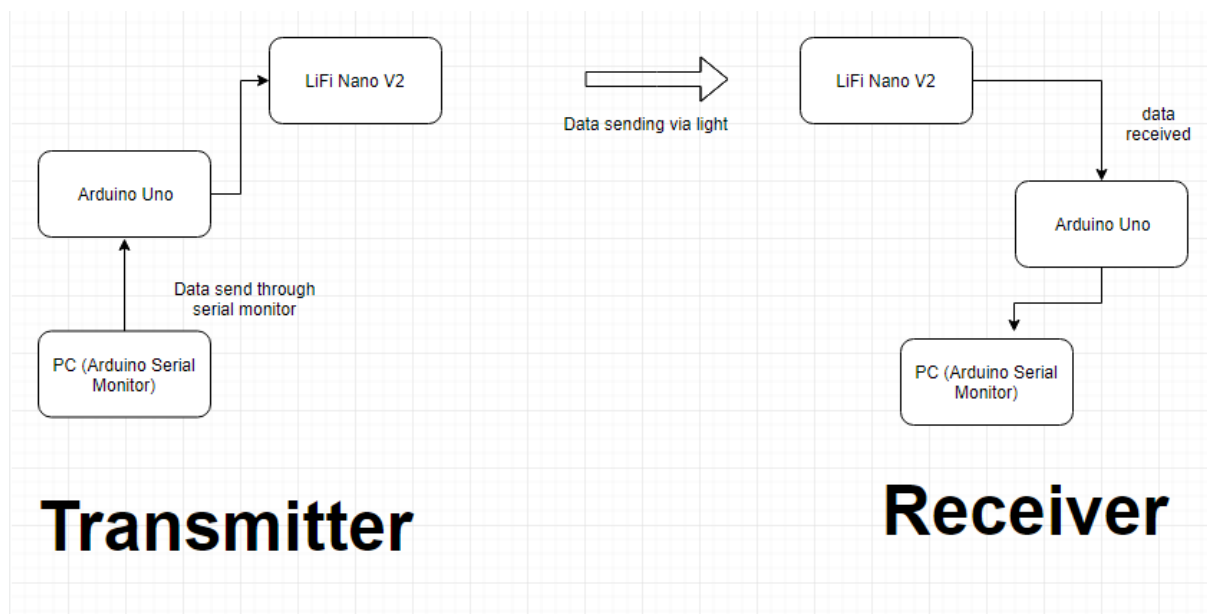 LiFi Nano V2
Arduino Uno
Data send through
serial monitor
PC (Arduino Serial
Monitor)
Transmitter
Data sending via light
LiFi Nano V2
data
received
Arduino Uno
PC (Arduino Serial
Monitor)
Receiver